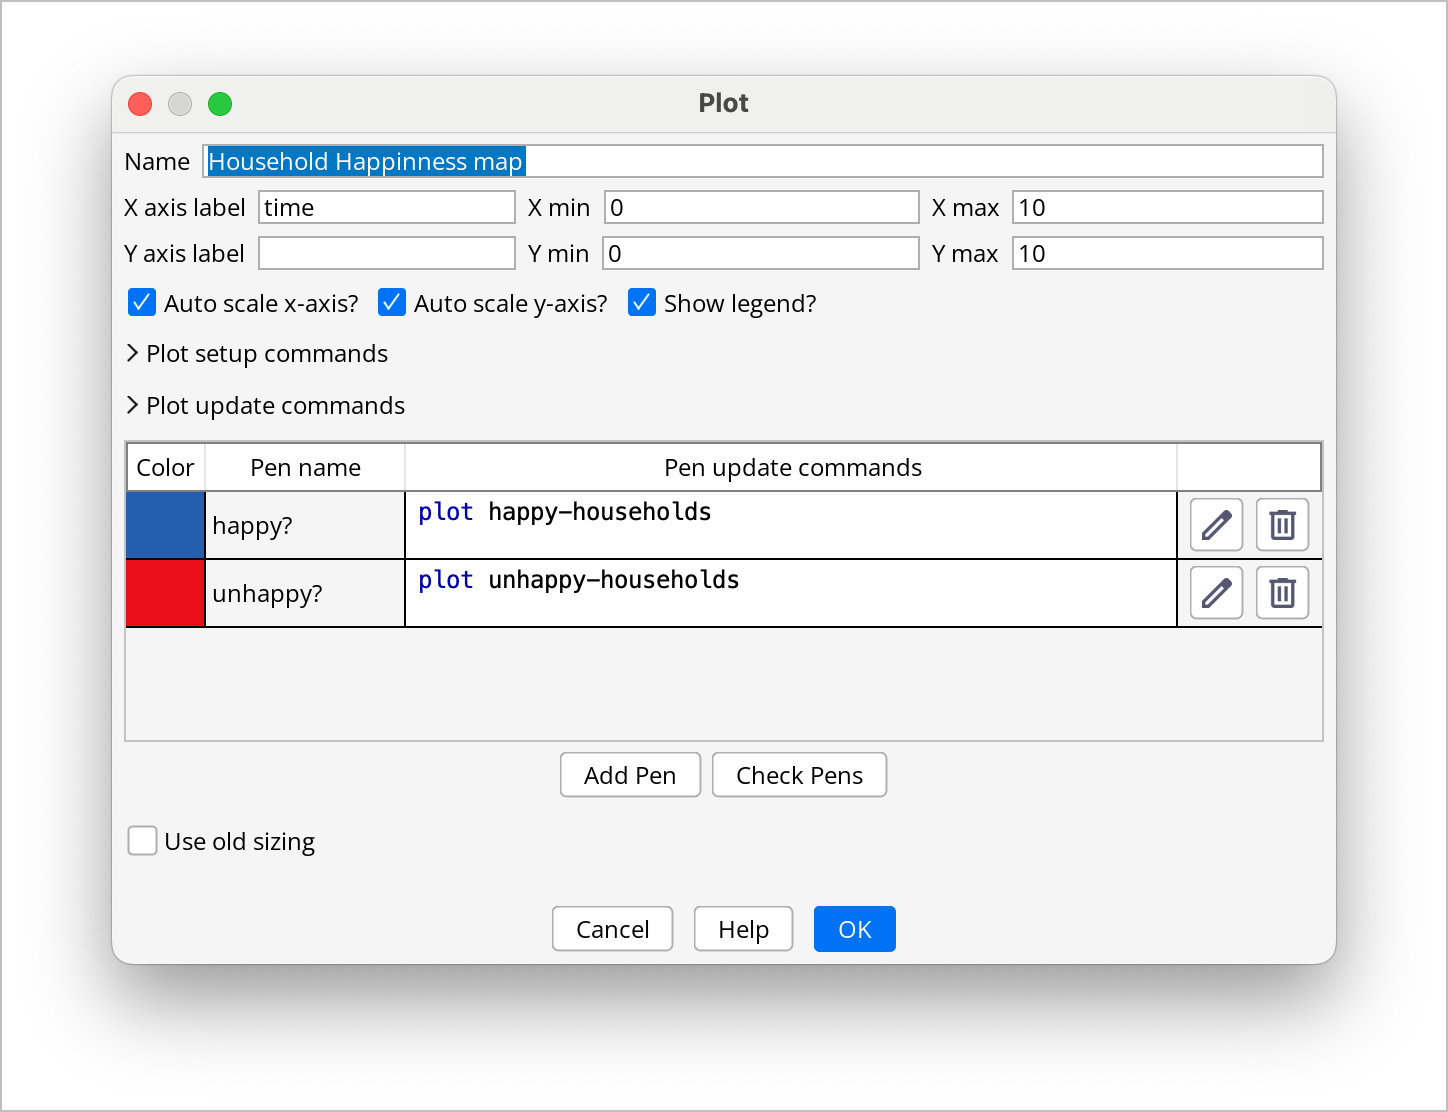 Plot
Name Household Happinness map
X axis label time X min 0 X max 10
Y axis label Y min 0 Y max 10
Auto scale x-axis? Auto scale y-axis? Show legend?
Plot setup commands
Plot update commands
Color Pen name Pen update commands
happy? plot happy-households
unhappy? plot unhappy-households
Add Pen Check Pens
Use old sizing
Cancel Help OK